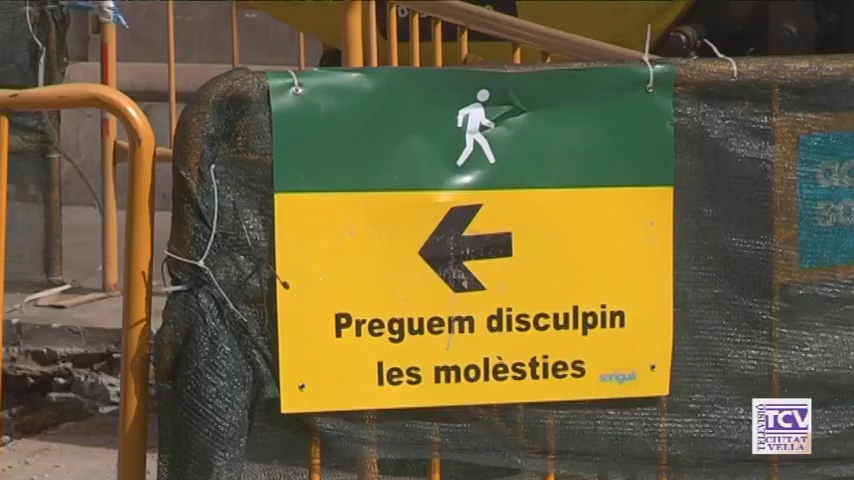 Preguem disculpin
les molèsties
sorigué
TELEVISIÓ
TCV
CIUTAT
VELLA